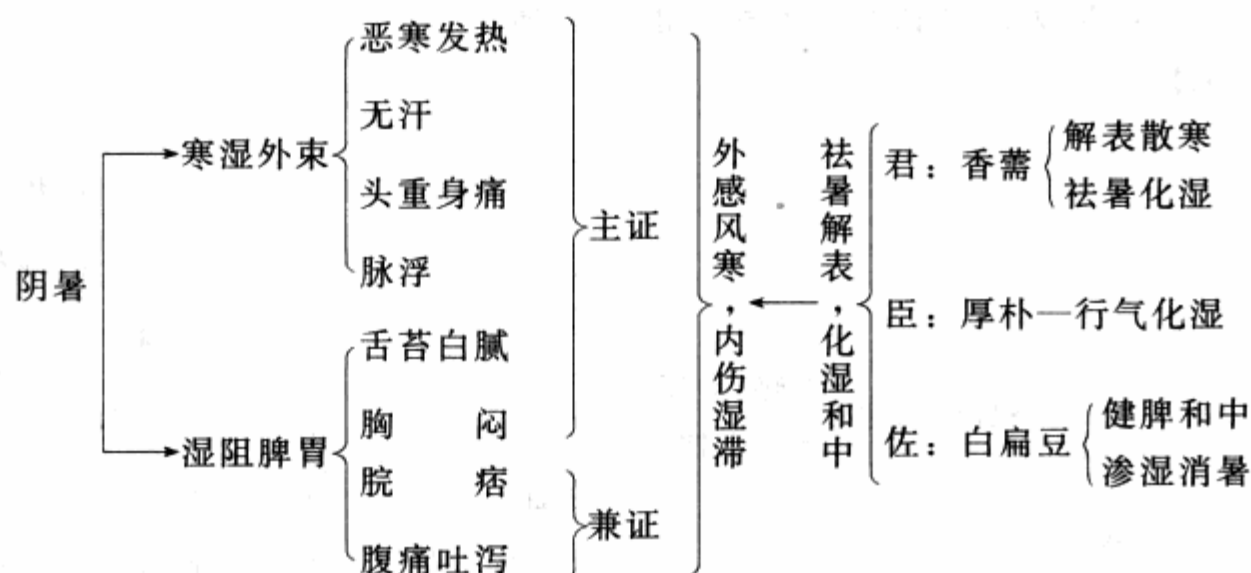 阴暑
寒湿外束
恶寒发热
无汗
头重身痛
脉浮
湿阻脾胃
舌苔白腻
胸 闷
脘 痞
腹痛吐泻
主证
兼证
外感风寒，内伤湿滞
祛暑解表，化湿和中
君：香薷
解表散寒
祛暑化湿
臣：厚朴—行气化湿
佐：白扁豆
健脾和中
渗湿消暑